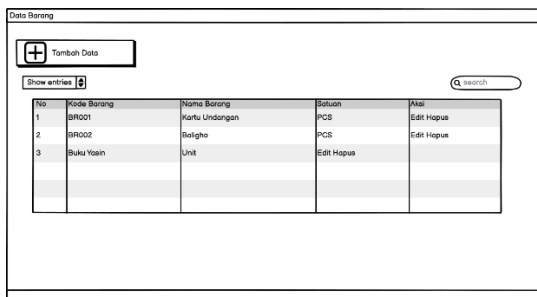 Data Barang
Tambah Data
Show entries
search
No Kode Barang Nama Barang Satuan Aksi
1 BR001 Kartu Undangan PCS Edit Hapus
2 BR002 Baligho PCS Edit Hapus
3 Buku Yasin Unit Edit Hapus